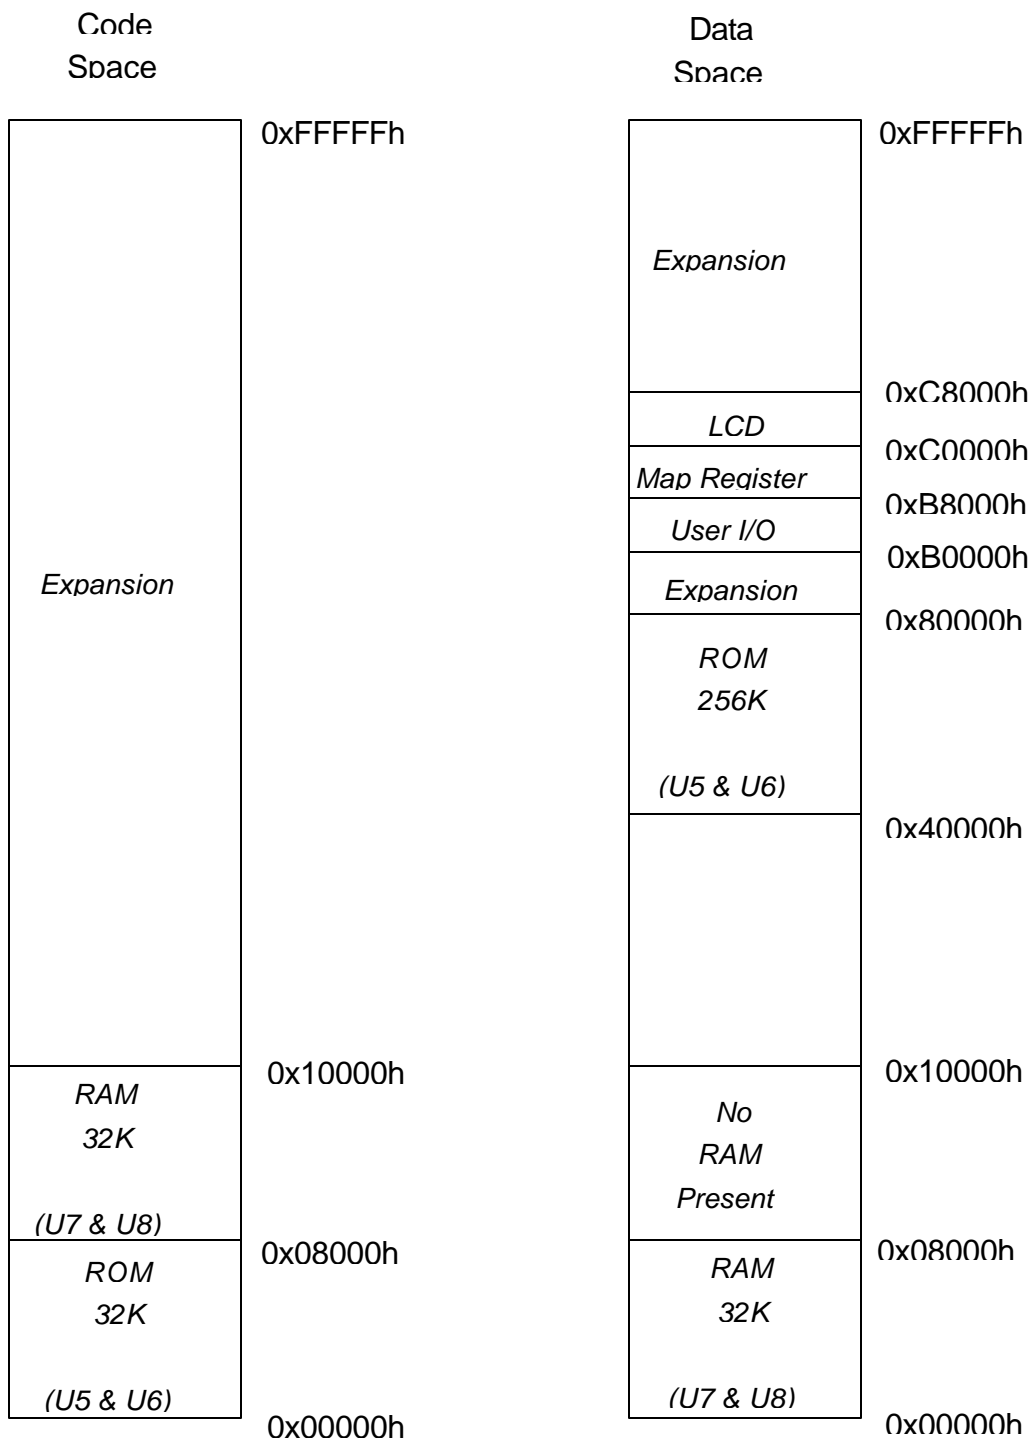 Code
Space
0xFFFFFh
Expansion
0x10000h
RAM
32K
(U7 & U8)
0x08000h
ROM
32K
(U5 & U6)
0x00000h
Data
Space
0xFFFFFh
Expansion
0xC8000h
LCD
0xC0000h
Map Register
0xB8000h
User I/O
0xB0000h
Expansion
0x80000h
ROM
256K
(U5 & U6)
0x40000h
0x10000h
No
RAM
Present
0x08000h
RAM
32K
(U7 & U8)
0x00000h